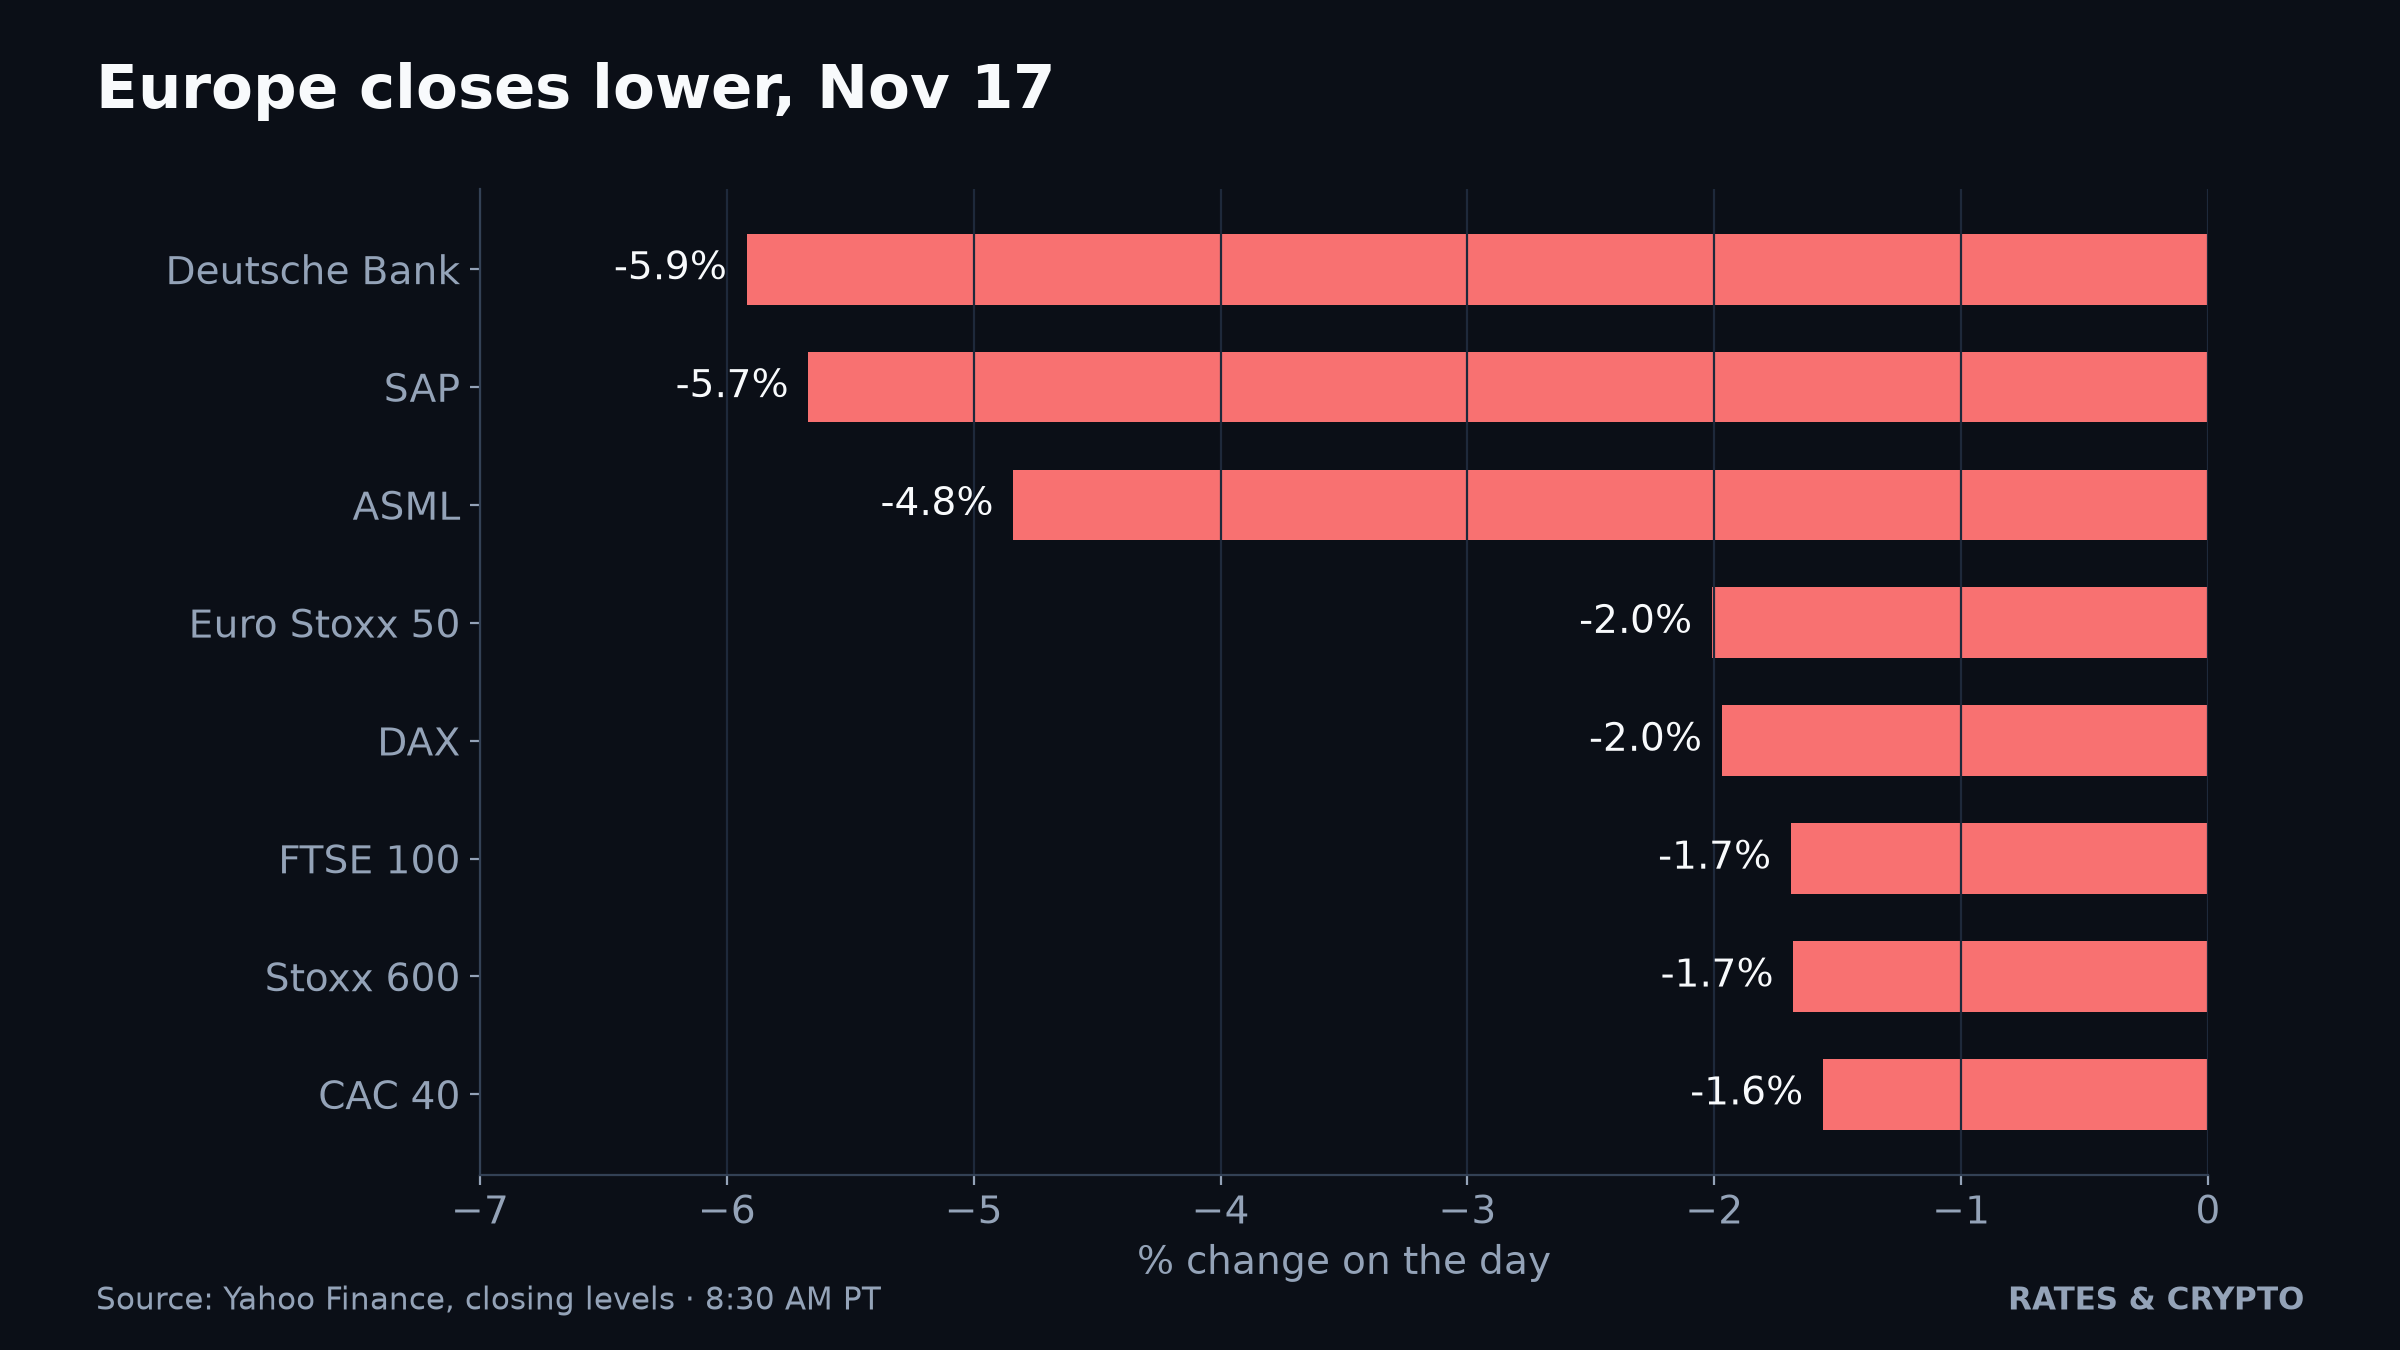 Europe closes lower, Nov 17
Deutsche Bank -5.9%
SAP -5.7%
ASML -4.8%
Euro Stoxx 50 -2.0%
DAX -2.0%
FTSE 100 -1.7%
Stoxx 600 -1.7%
CAC 40 -1.6%
−7 −6 −5 −4 −3 −2 −1 0
% change on the day
Source: Yahoo Finance, closing levels · 8:30 AM PT
RATES & CRYPTO